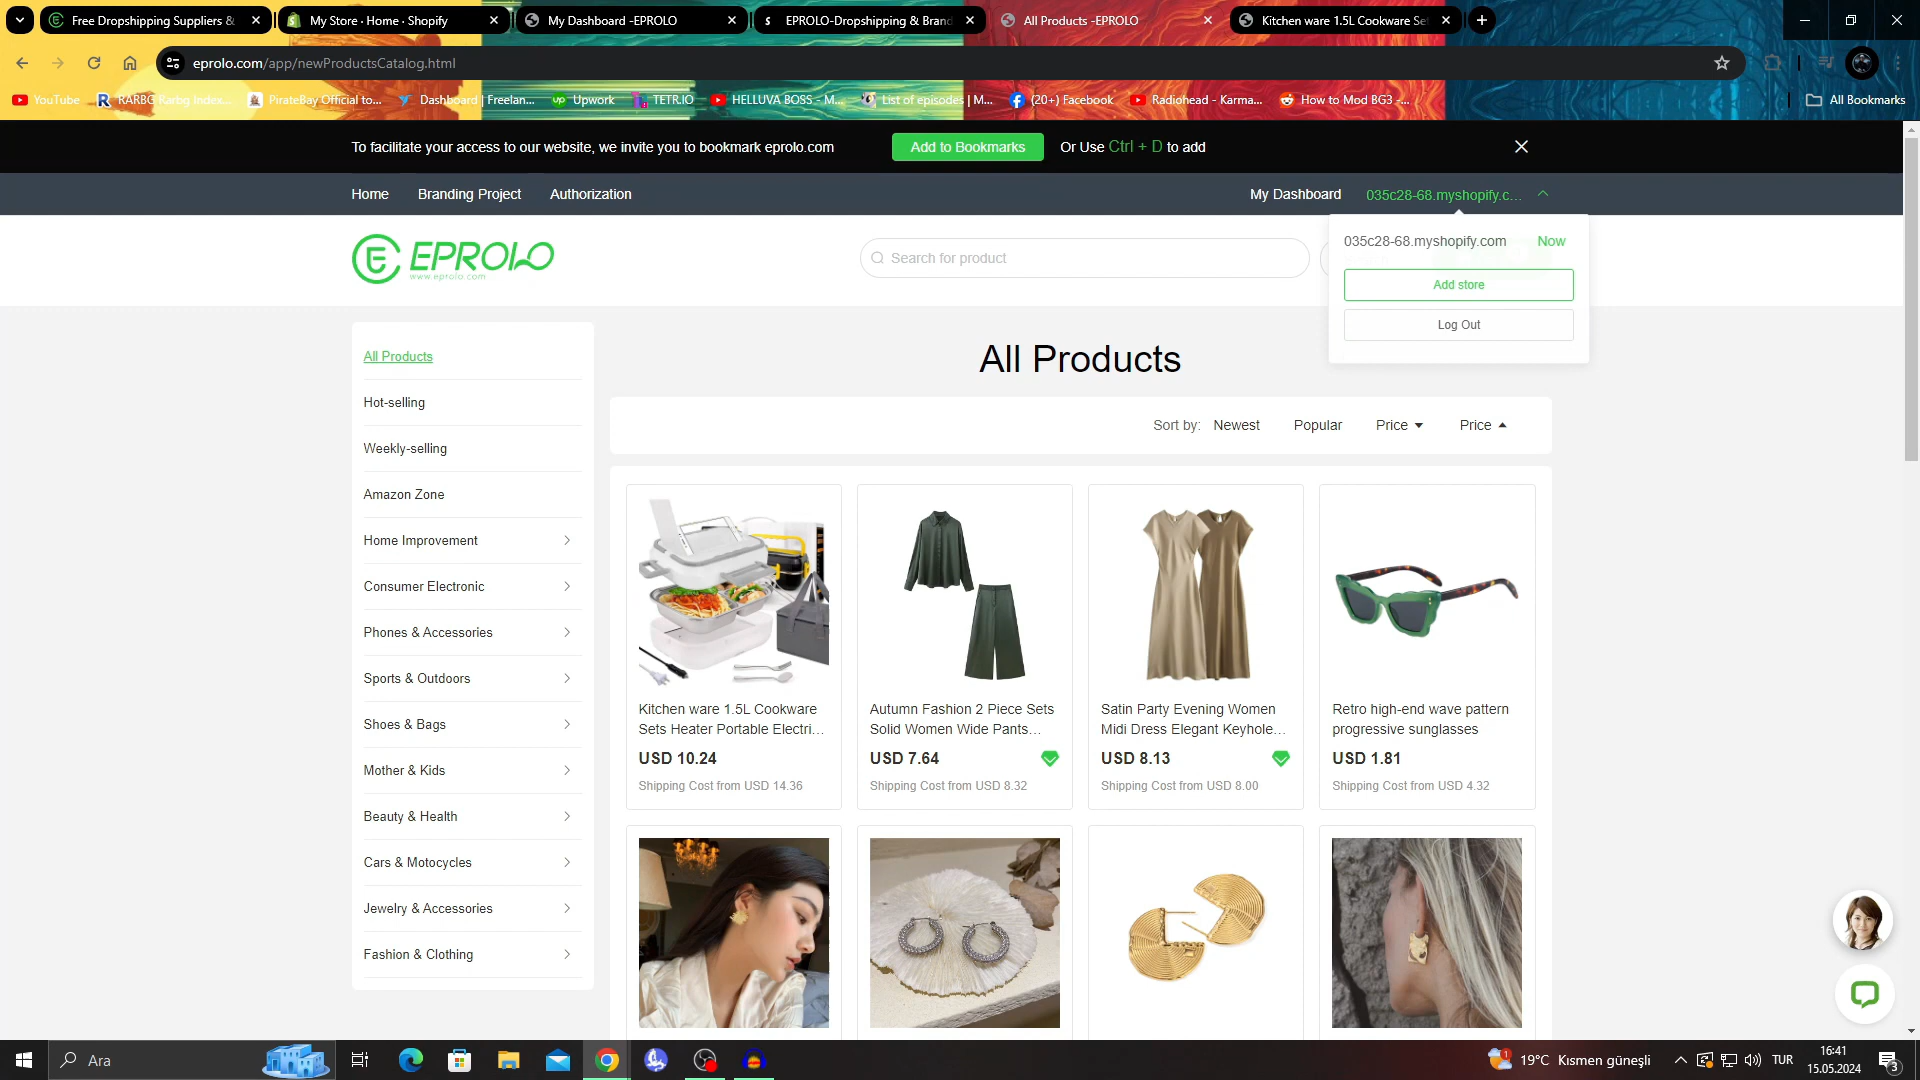 Free Dropshipping Suppliers &
My Store · Home · Shopify
My Dashboard -EPROLO
EPROLO-Dropshipping & Brand
All Products -EPROLO
Kitchen ware 1.5L Cookware Se
eprolo.com/app/newProductsCatalog.html
YouTube
RARBG Rarbg Index...
PirateBay Official to...
Dashboard | Freelan...
Upwork
TETR.IO
HELLUVA BOSS - M...
List of episodes | M...
(20+) Facebook
Radiohead - Karma...
How to Mod BG3 -...
All Bookmarks
To facilitate your access to our website, we invite you to bookmark eprolo.com
Add to Bookmarks
Or Use Ctrl + D to add
Home
Branding Project
Authorization
My Dashboard
035c28-68.myshopify.c...
035c28-68.myshopify.com
Now
Add store
Log Out
EPROLO
www.eprolo.com
Search for product
All Products
Hot-selling
Weekly-selling
Amazon Zone
Home Improvement
Consumer Electronic
Phones & Accessories
Sports & Outdoors
Shoes & Bags
Mother & Kids
Beauty & Health
Cars & Motocycles
Jewelry & Accessories
Fashion & Clothing
All Products
Sort by:
Newest
Popular
Price
Price
Kitchen ware 1.5L Cookware
Sets Heater Portable Electri...
USD 10.24
Shipping Cost from USD 14.36
Autumn Fashion 2 Piece Sets
Solid Women Wide Pants...
USD 7.64
Shipping Cost from USD 8.32
Satin Party Evening Women
Midi Dress Elegant Keyhole...
USD 8.13
Shipping Cost from USD 8.00
Retro high-end wave pattern
progressive sunglasses
USD 1.81
Shipping Cost from USD 4.32
Ara
1
19°C Kısmen güneşli
TUR
16:41
15.05.2024
3